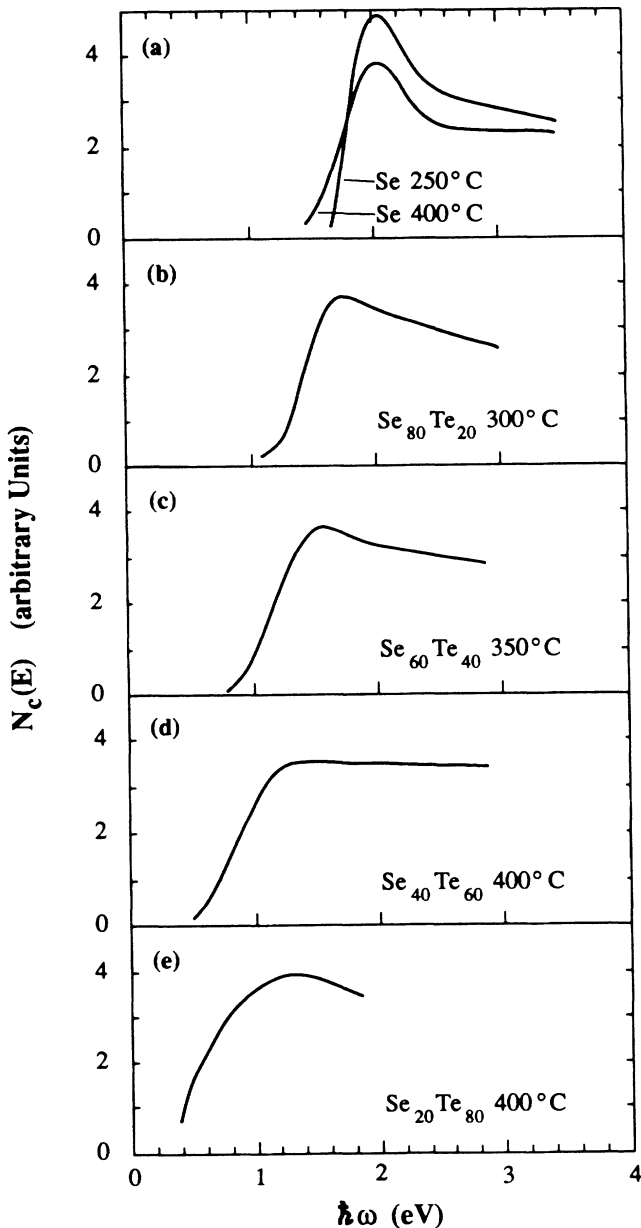 (a)
4
2
0
Se 250° C
Se 400° C
(b)
4
2
0
Se80Te20 300° C
(c)
4
2
0
Se60Te40 350° C
(d)
4
2
0
Se40Te60 400° C
(e)
4
2
0
Se20Te80 400° C
0 1 2 3 4
ħω (eV)
Nc(E) (arbitrary Units)